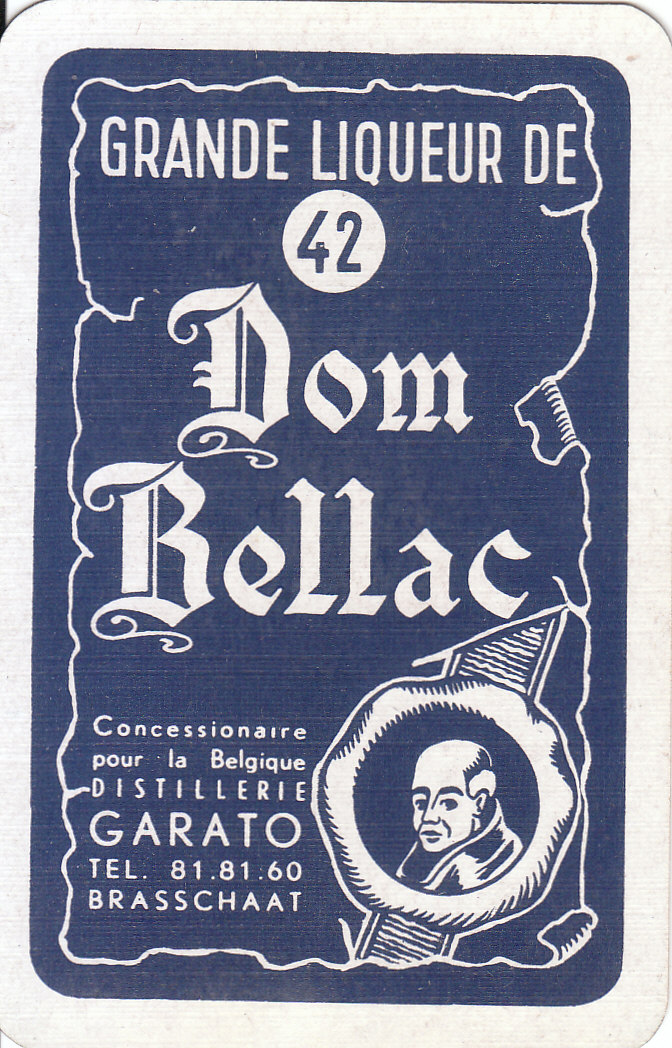 GRANDE LIQUEUR DE
42
Dom
Bellac
Concessionaire
pour la Belgique
DISTILLERIE
GARATO
TEL. 81.81.60
BRASSCHAAT